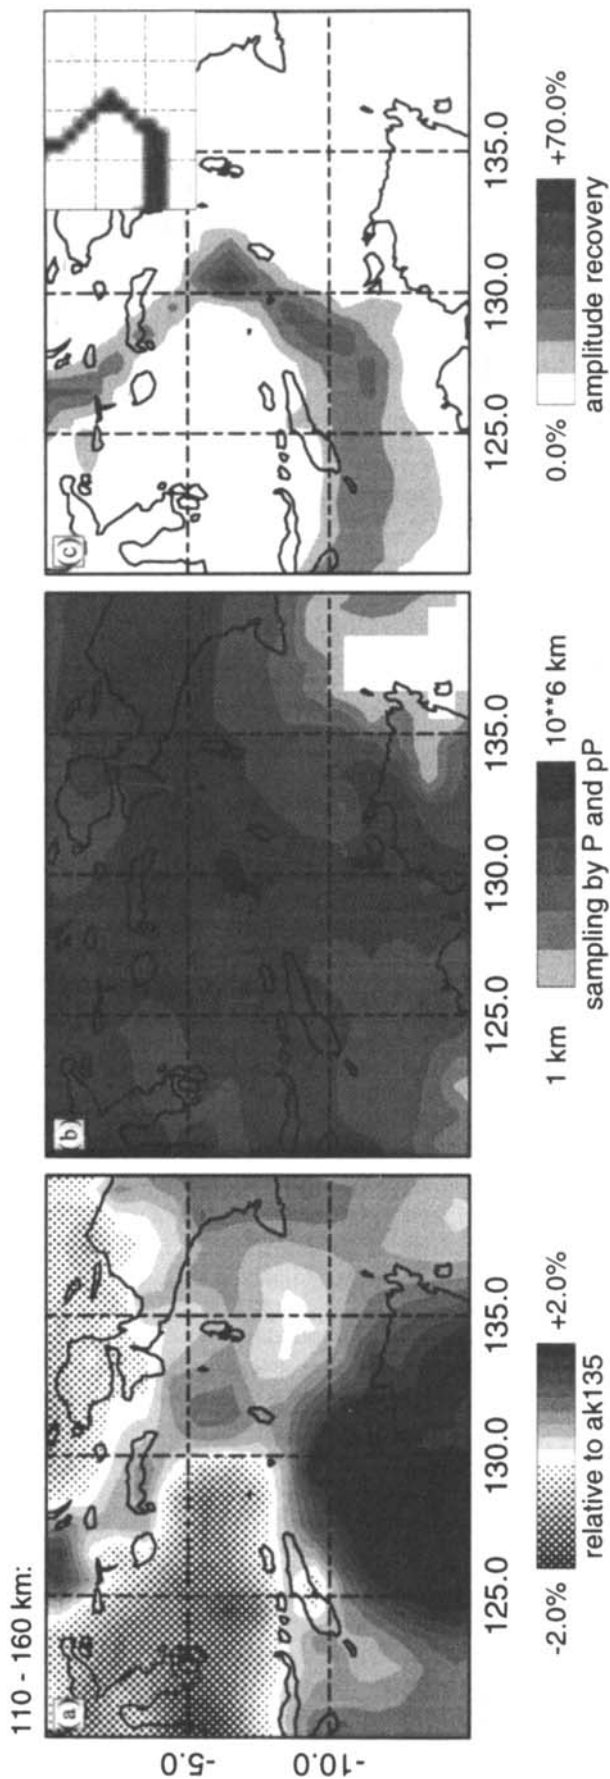 110 - 160 km:
(a)
-5.0
-10.0
125.0 130.0 135.0
-2.0% +2.0%
relative to ak135
(b)
125.0 130.0 135.0
1 km 10**6 km
sampling by P and pP
(c)
125.0 130.0 135.0
0.0% +70.0%
amplitude recovery